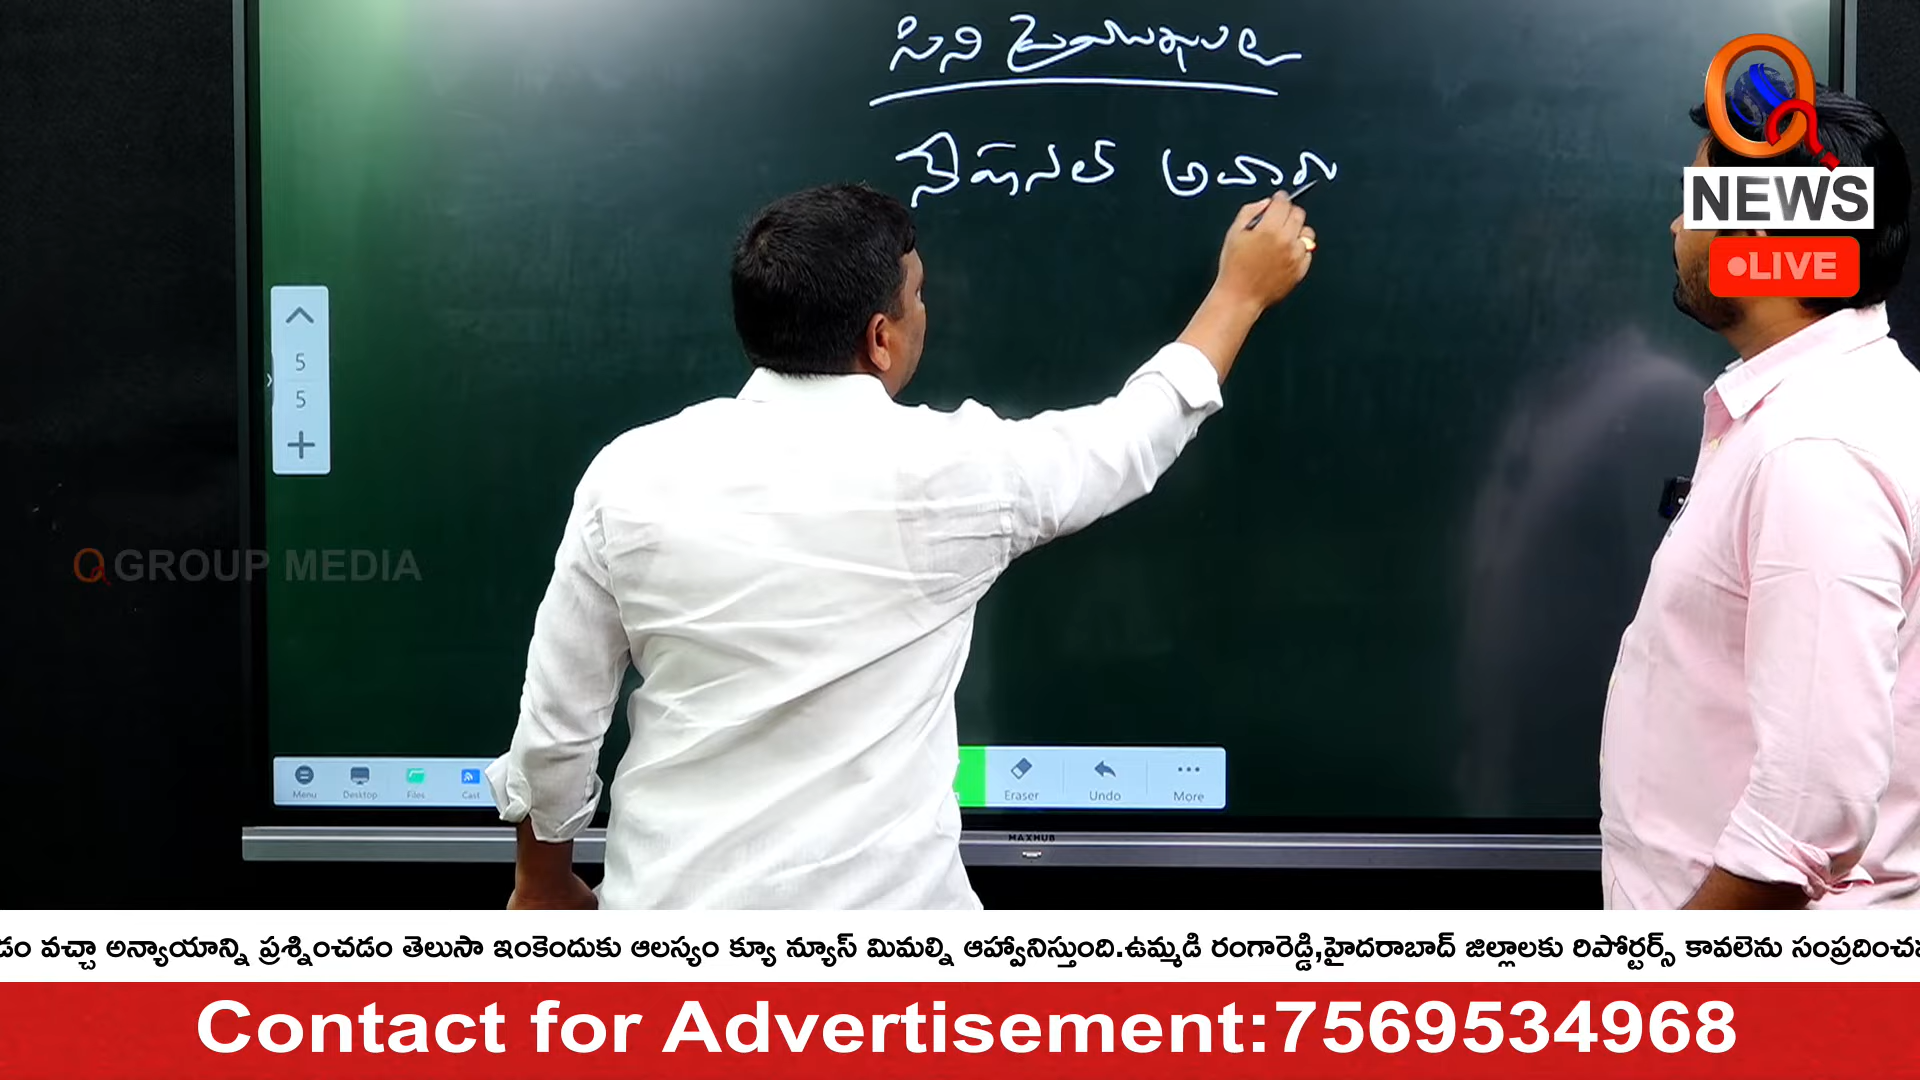 సినీ ప్రముఖుల
నేషనల్ అవార్డు
NEWS
LIVE
5
5
Q GROUP MEDIA
Menu
Desktop
Files
Cast
Eraser
Undo
More
MAXHUB
డం వచ్చా అన్యాయాన్ని ప్రశ్నించడం తెలుసా ఇంకెందుకు ఆలస్యం క్యూ న్యూస్ మిమల్ని ఆహ్వానిస్తుంది.ఉమ్మడి రంగారెడ్డి,హైదరాబాద్ జిల్లాలకు రిపోర్టర్స్ కావలెను
Contact for Advertisement:7569534968